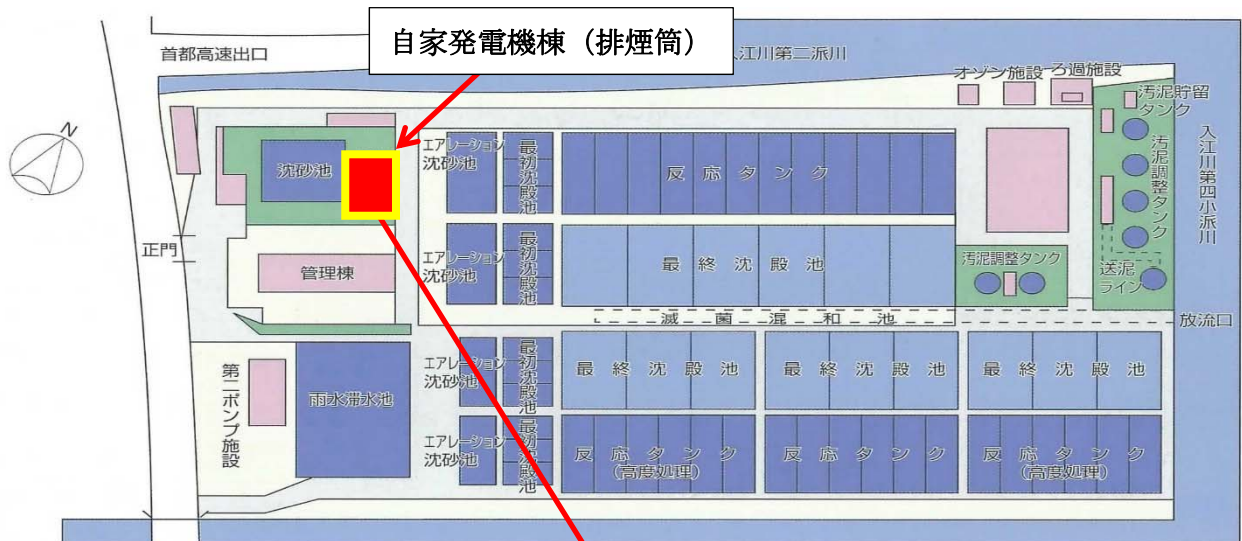 自家発電機棟（排煙筒）
首都高速出口
入江川第二派川
N
オゾン施設
ろ過施設
汚泥貯留
タンク
エアレーション
沈砂池
最初沈殿池
反応タンク
沈砂池
汚泥調整タンク
入江川第四小派川
正門
管理棟
エアレーション
沈砂池
最初沈殿池
最終沈殿池
汚泥調整タンク
送泥
ライン
滅菌混和池
放流口
第二ポンプ施設
雨水滞水池
エアレーション
沈砂池
最初沈殿池
最終沈殿池
最終沈殿池
最終沈殿池
エアレーション
沈砂池
最初沈殿池
反応タンク
(高度処理)
反応タンク
反応タンク
(高度処理)